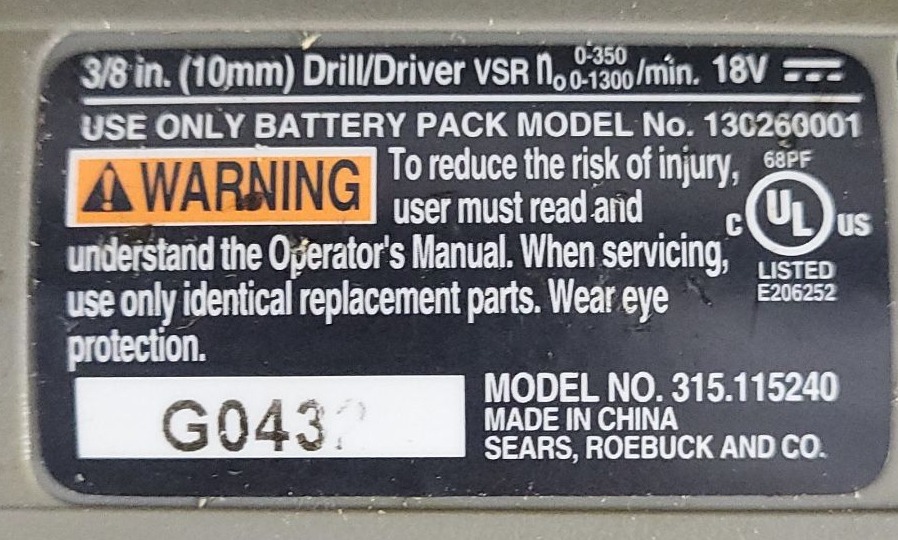 3/8 in. (10mm) Drill/Driver VSR n₀ 0-350 0-1300 /min. 18V ⎓
USE ONLY BATTERY PACK MODEL No. 130260001
WARNING To reduce the risk of injury,
user must read and
understand the Operator's Manual. When servicing,
use only identical replacement parts. Wear eye
protection.
68PF
C UL US
LISTED
E206252
MODEL NO. 315.115240
MADE IN CHINA
SEARS, ROEBUCK AND CO.